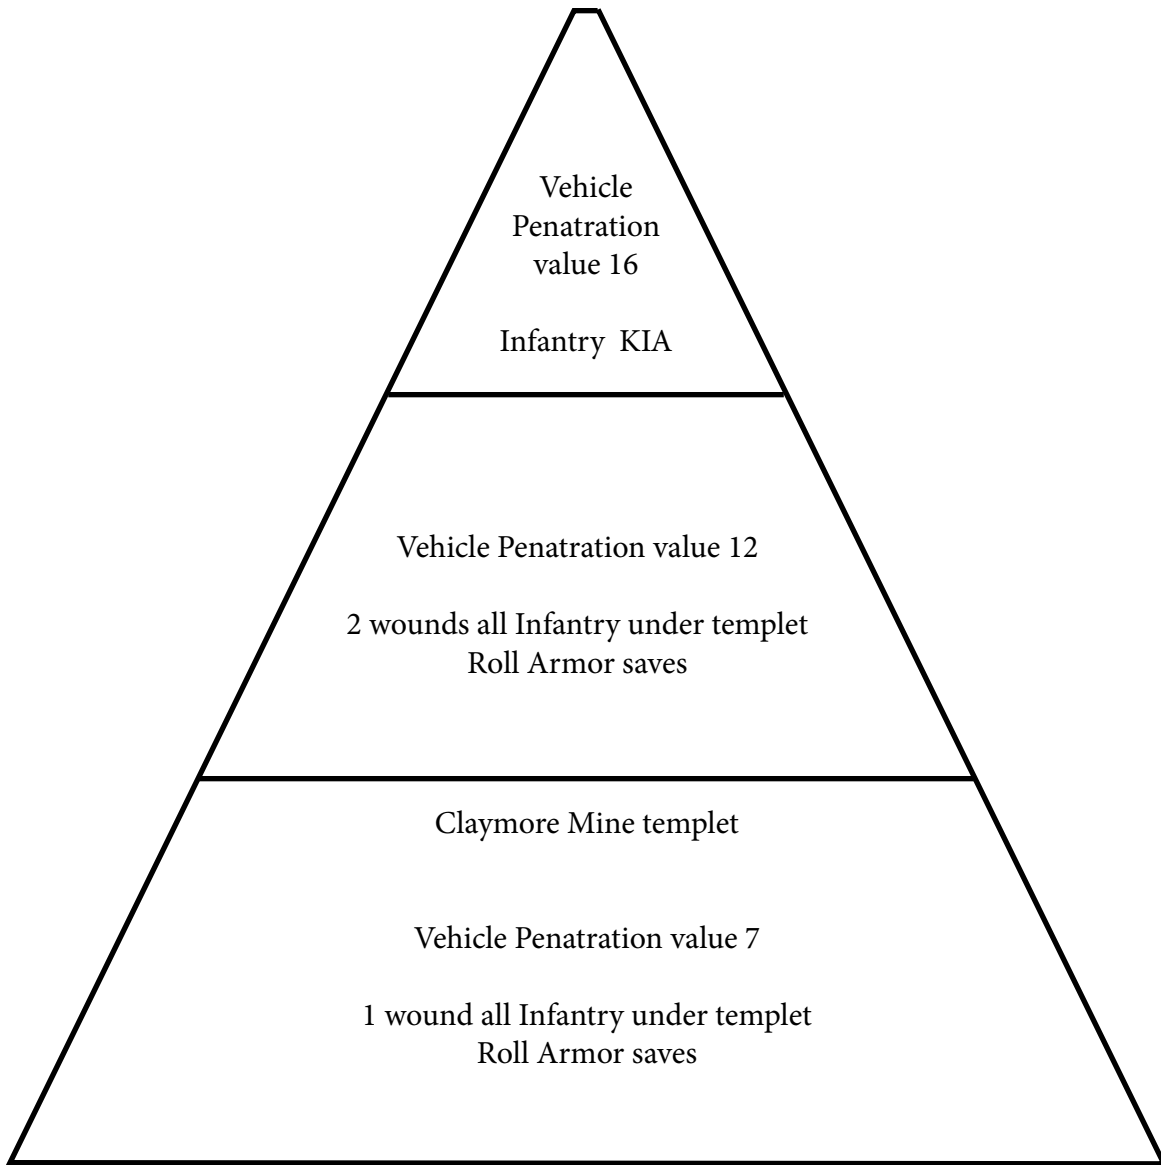 Vehicle
Penatration
value 16
Infantry  KIA
Vehicle Penatration value 12
2 wounds all Infantry under templet
Roll Armor saves
Claymore Mine templet
Vehicle Penatration value 7
1 wound all Infantry under templet
Roll Armor saves